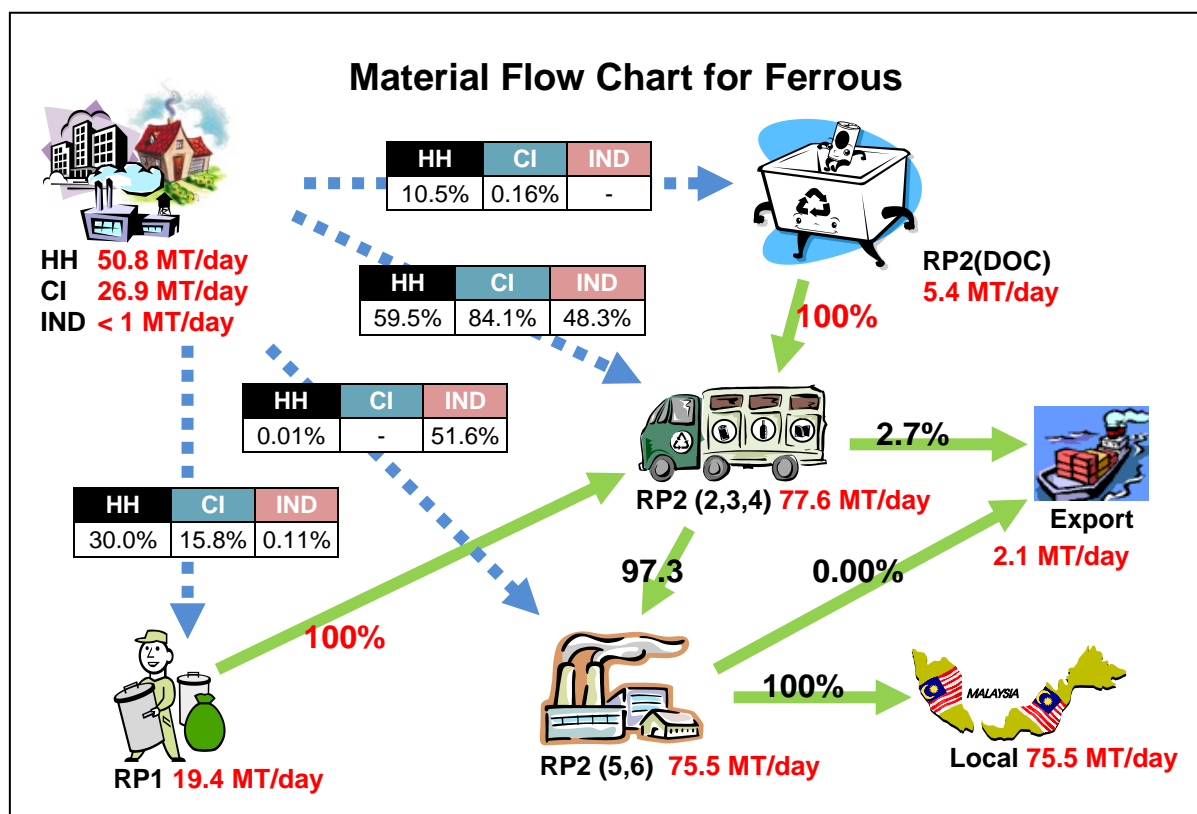 Material Flow Chart for Ferrous
HH CI IND
10.5% 0.16% -
HH 50.8 MT/day
CI 26.9 MT/day
IND < 1 MT/day
RP2(DOC)
5.4 MT/day
HH CI IND
59.5% 84.1% 48.3%
100%
HH CI IND
0.01% - 51.6%
2.7%
RP2 (2,3,4) 77.6 MT/day
Export
2.1 MT/day
HH CI IND
30.0% 15.8% 0.11%
97.3
0.00%
100%
100%
MALAYSIA
RP1 19.4 MT/day
RP2 (5,6) 75.5 MT/day
Local 75.5 MT/day